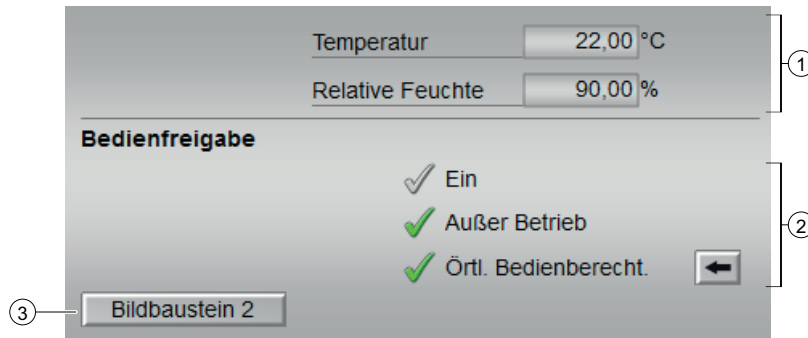 Temperatur 22,00 °C
①
Relative Feuchte 90,00 %
Bedienfreigabe
Ein
Außer Betrieb
②
Örtl. Bedienberecht.
③ Bildbaustein 2